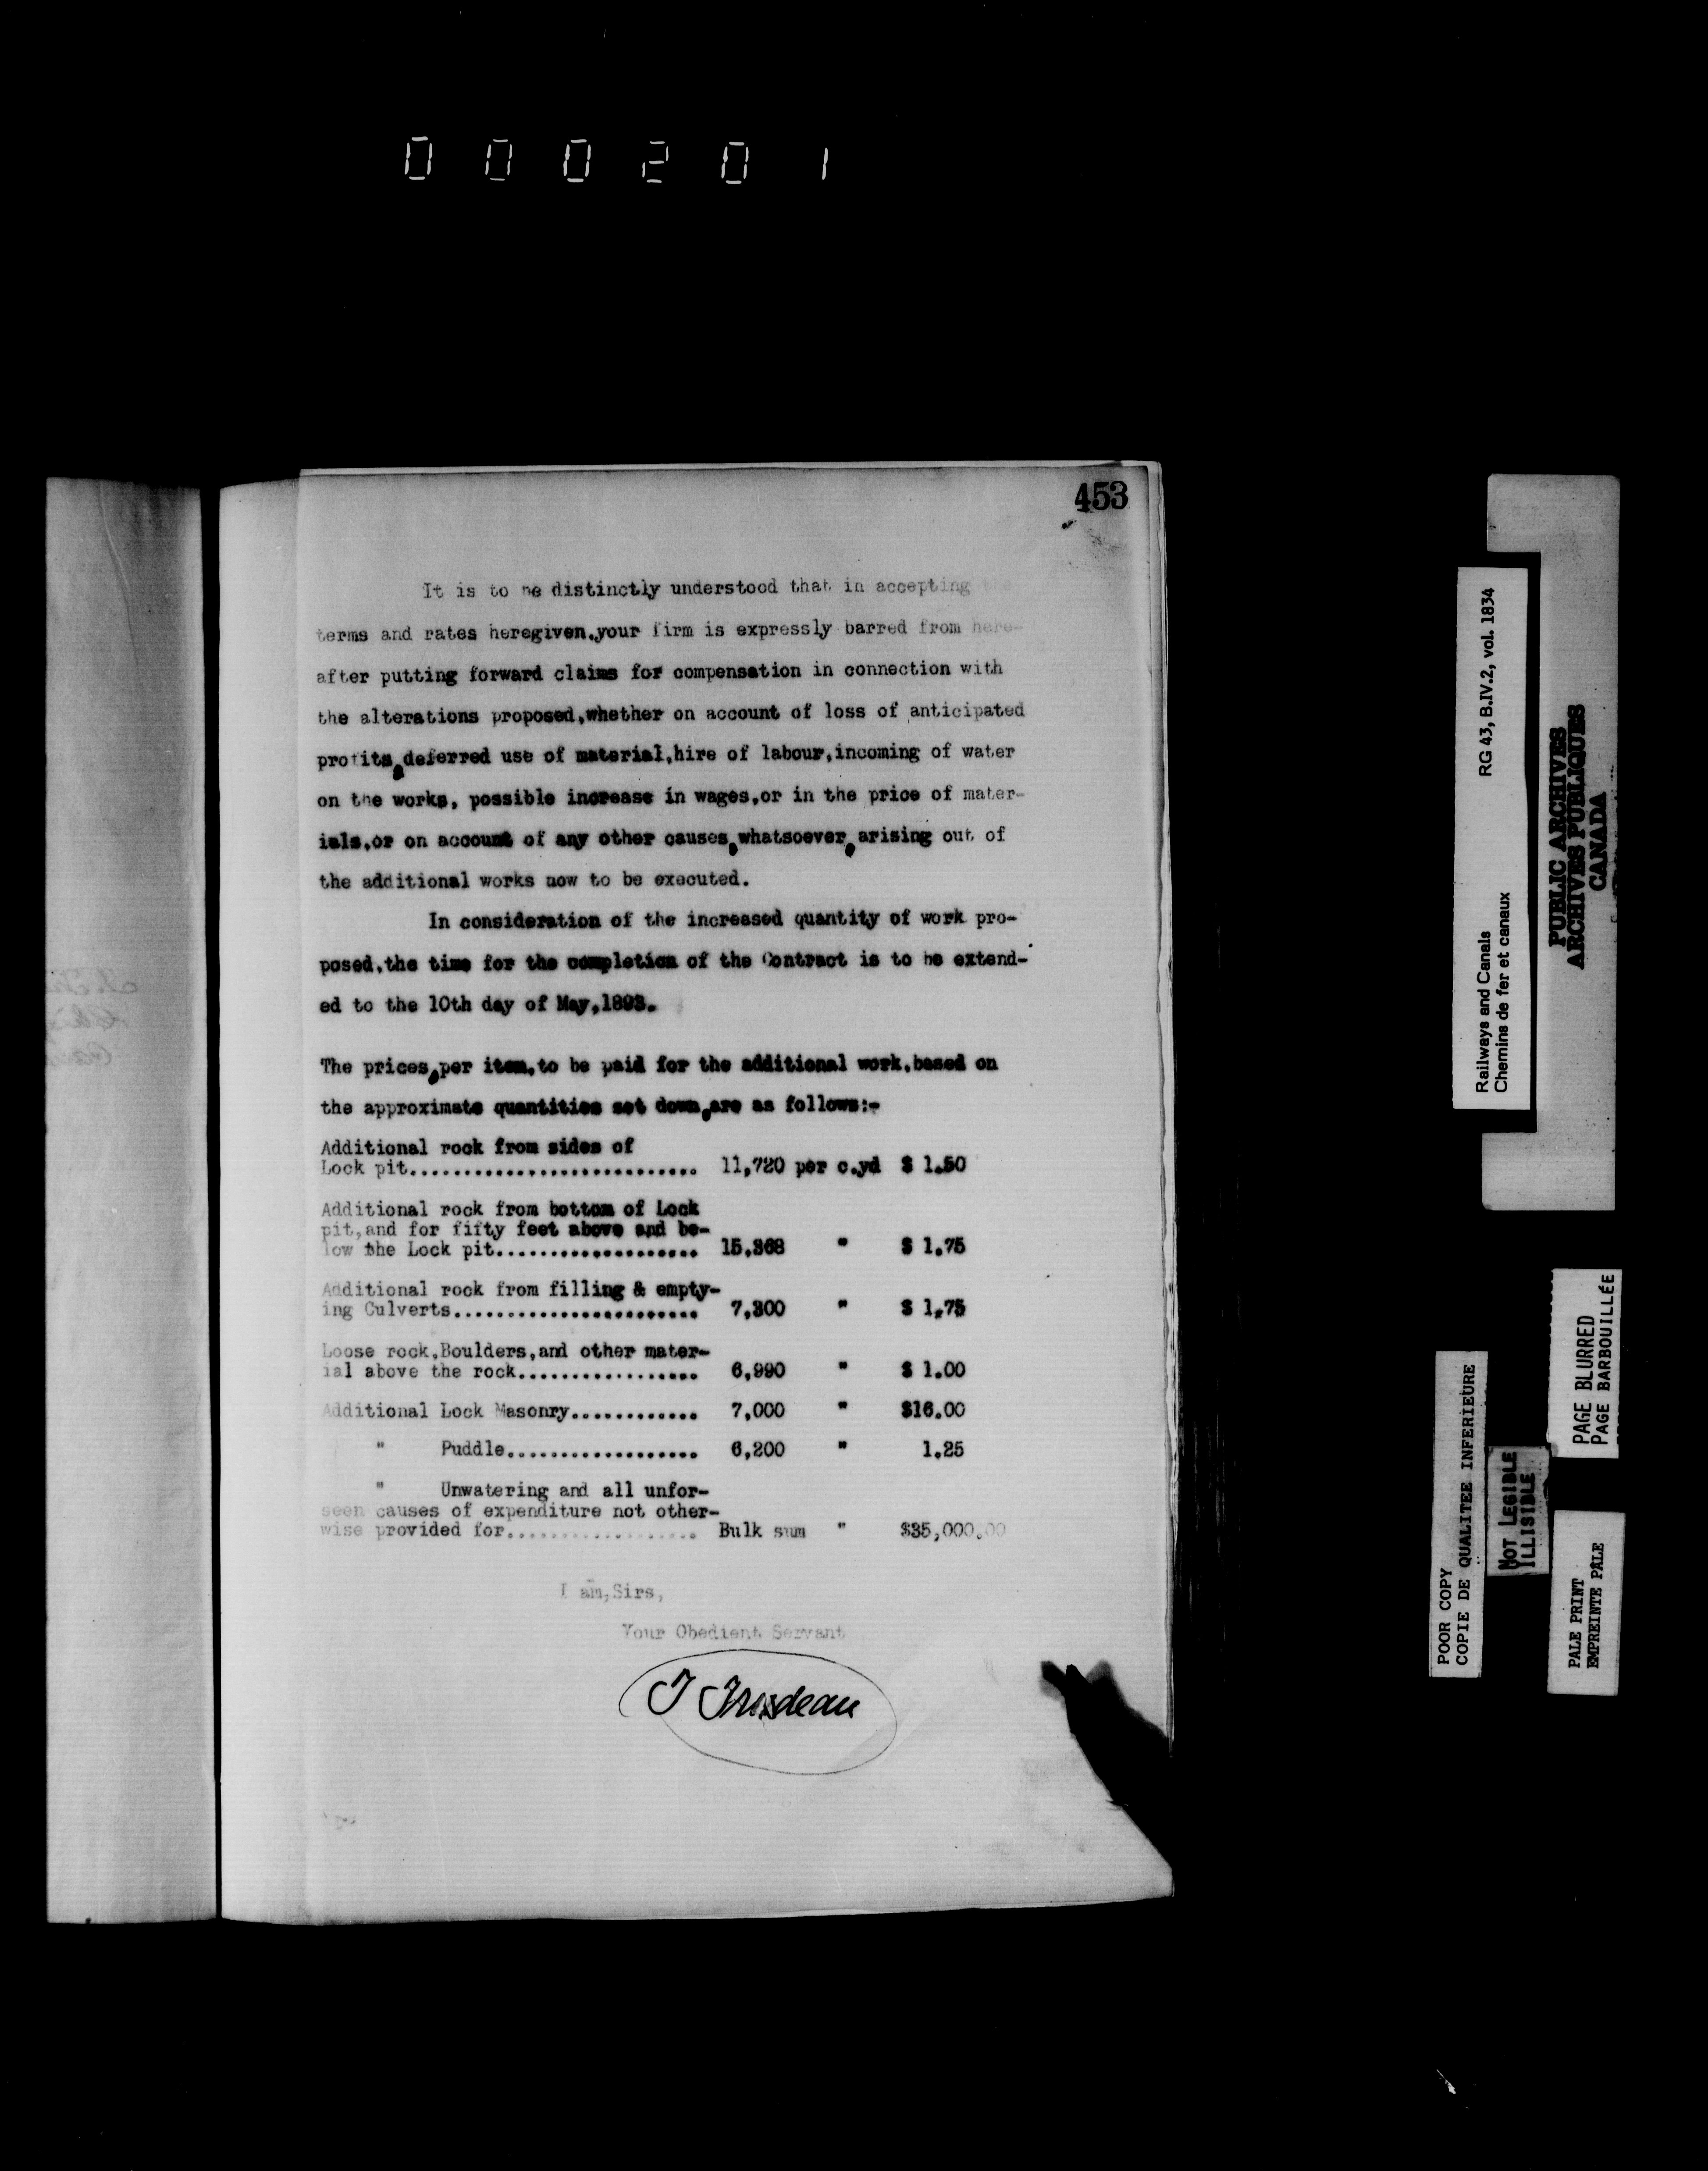 000201
453
It is to be distinctly understood that in accepting the
terms and rates heregiven,your firm is expressly barred from here-
after putting forward claims for compensation in connection with
the alterations proposed,whether on account of loss of anticipated
profits,deferred use of material,hire of labour,incoming of water
on the works, possible increase in wages,or in the price of mater-
ials,or on account of any other causes,whatsoever,arising out of
the additional works now to be executed.
In consideration of the increased quantity of work pro-
posed,the time for the completion of the Contract is to be extend-
ed to the 10th day of May,1893.
The prices,per item,to be paid for the additional work,based on
the approximate quantities set down,are as follows:-
Additional rock from sides of
Lock pit........................... 11,720 per c.yd $ 1.50
Additional rock from bottom of Lock
pit,and for fifty feet above and be-
low the Lock pit................... 15,368 " $ 1.75
Additional rock from filling & empty-
ing Culverts....................... 7,300 " $ 1.75
Loose rock,Boulders,and other mater-
ial above the rock................. 6,990 " $ 1.00
Additional Lock Masonry............ 7,000 " $16.00
" Puddle.................. 6,200 " 1.25
" Unwatering and all unfor-
seen causes of expenditure not other-
wise provided for.................. Bulk sum " $35,000.00
I am,Sirs,
Your Obedient Servant
T Trudeau
Railways and Canals RG 43, B.IV.2, vol. 1834
Chemins de fer et canaux
PUBLIC ARCHIVES
ARCHIVES PUBLIQUES
CANADA
POOR COPY
COPIE DE QUALITEE INFERIEURE
NOT LEGIBLE
ILLISIBLE
PAGE BLURRED
PAGE BARBOUILLÉE
PALE PRINT
EMPREINTE PÂLE